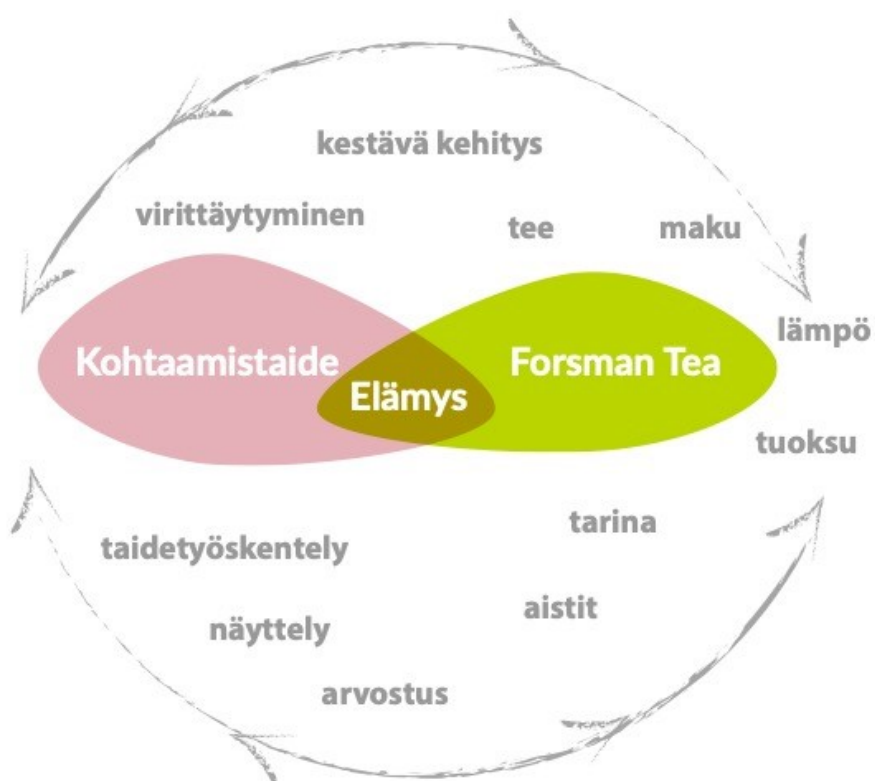 kestävä kehitys
virittäytyminen
tee
maku
lämpö
Kohtaamistaide
Forsman Tea
Elämys
tuoksu
tarina
taidetyöskentely
aistit
näyttely
arvostus